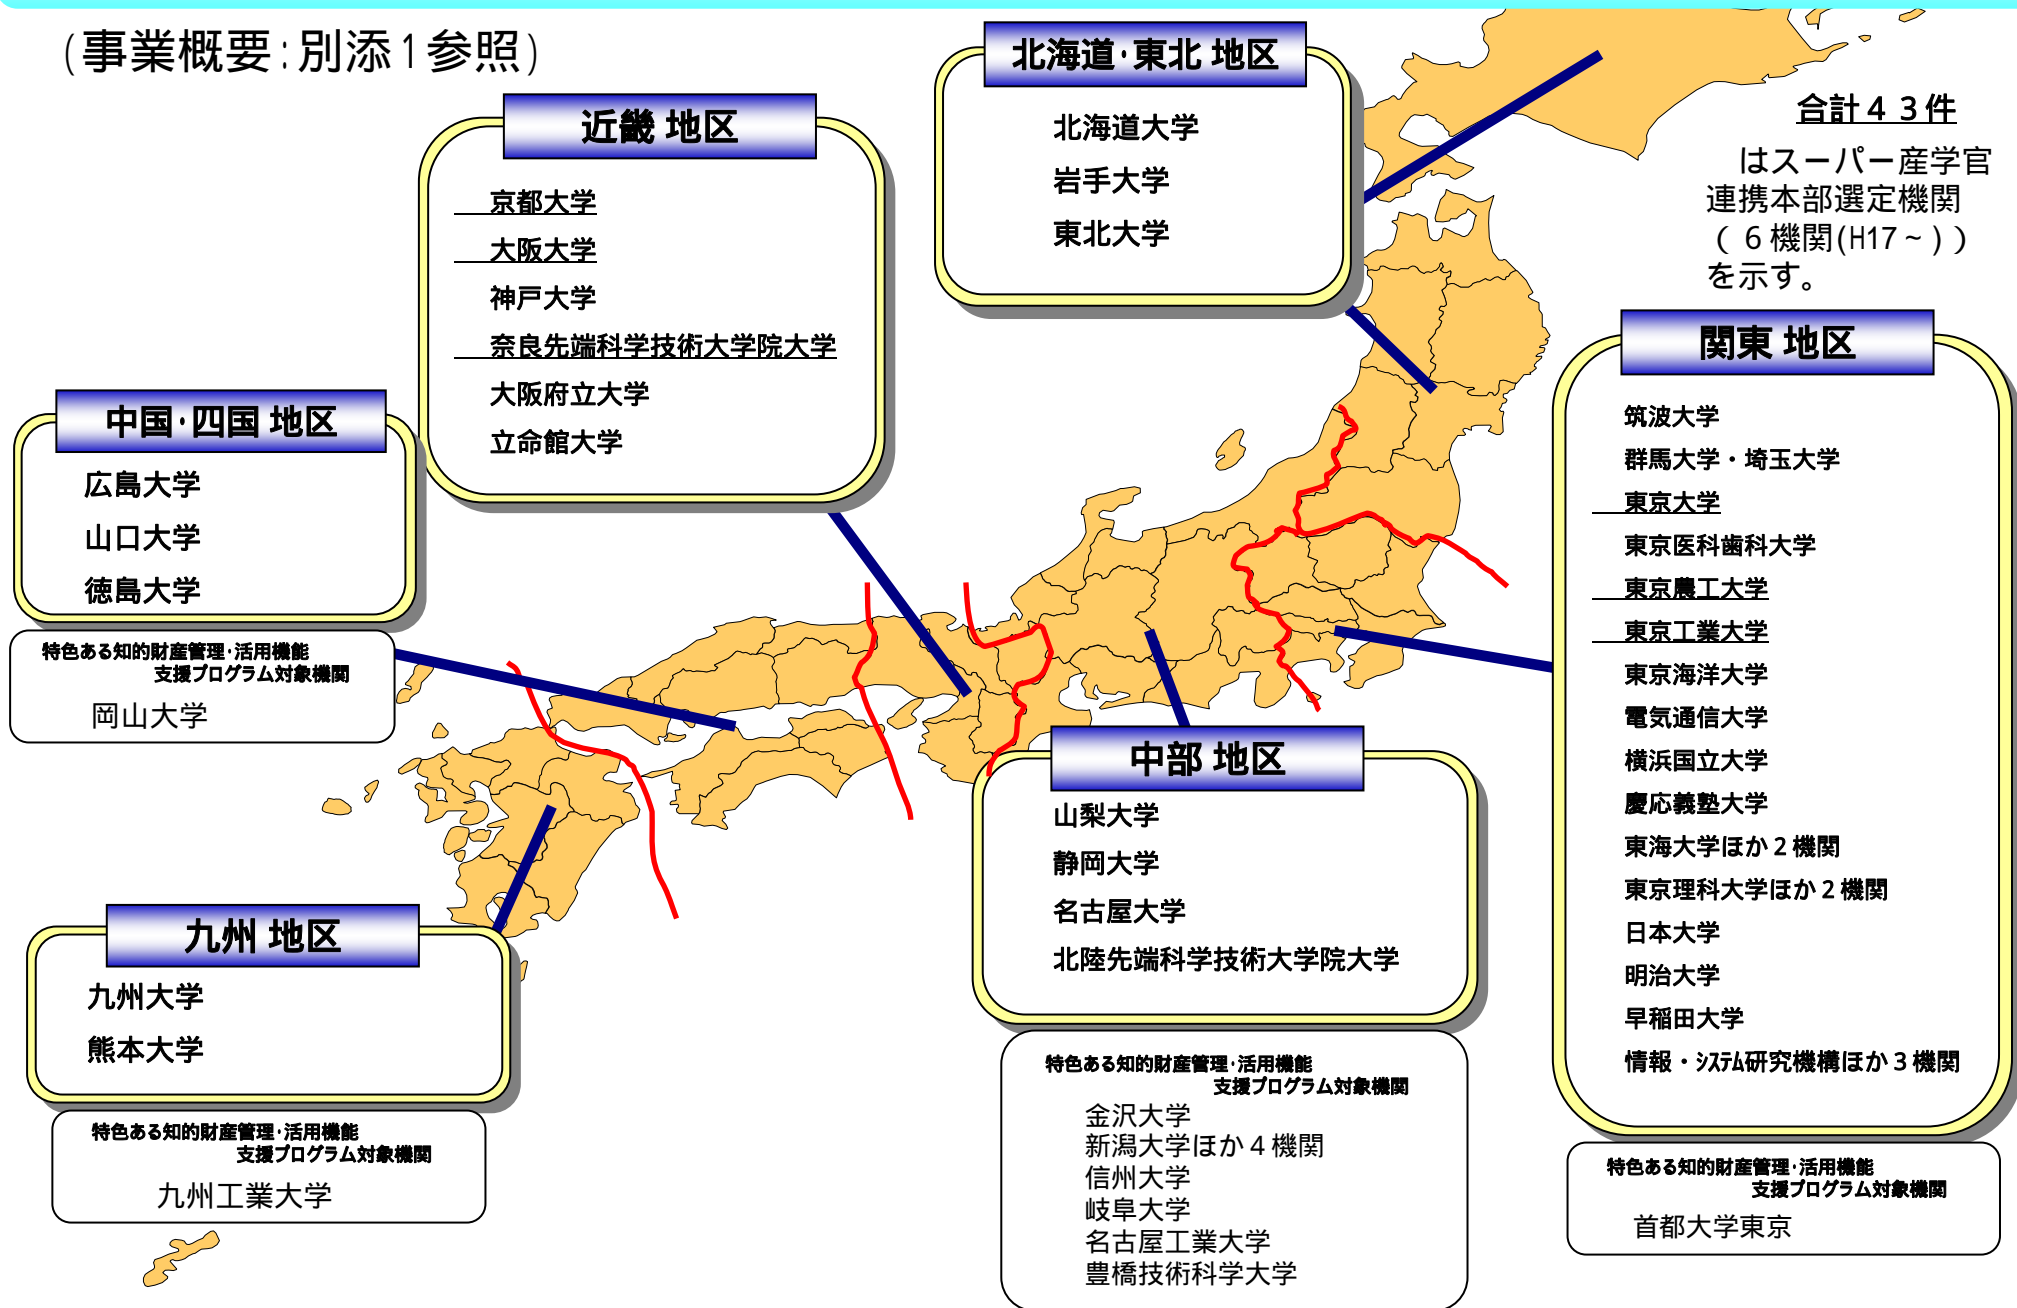 (事業概要:別添1参照)
北海道・東北 地区
北海道大学
岩手大学
東北大学
合計43件
はスーパー産学官
連携本部選定機関
(6機関(H17~))
を示す。
近畿 地区
京都大学
大阪大学
神戸大学
奈良先端科学技術大学院大学
大阪府立大学
立命館大学
関東 地区
筑波大学
群馬大学・埼玉大学
東京大学
東京医科歯科大学
東京農工大学
東京工業大学
東京海洋大学
電気通信大学
横浜国立大学
慶応義塾大学
東海大学ほか2機関
東京理科大学ほか2機関
日本大学
明治大学
早稲田大学
情報・システム研究機構ほか3機関
特色ある知的財産管理・活用機能
支援プログラム対象機関
首都大学東京
中国・四国 地区
広島大学
山口大学
徳島大学
特色ある知的財産管理・活用機能
支援プログラム対象機関
岡山大学
中部 地区
山梨大学
静岡大学
名古屋大学
北陸先端科学技術大学院大学
特色ある知的財産管理・活用機能
支援プログラム対象機関
金沢大学
新潟大学ほか4機関
信州大学
岐阜大学
名古屋工業大学
豊橋技術科学大学
九州 地区
九州大学
熊本大学
特色ある知的財産管理・活用機能
支援プログラム対象機関
九州工業大学